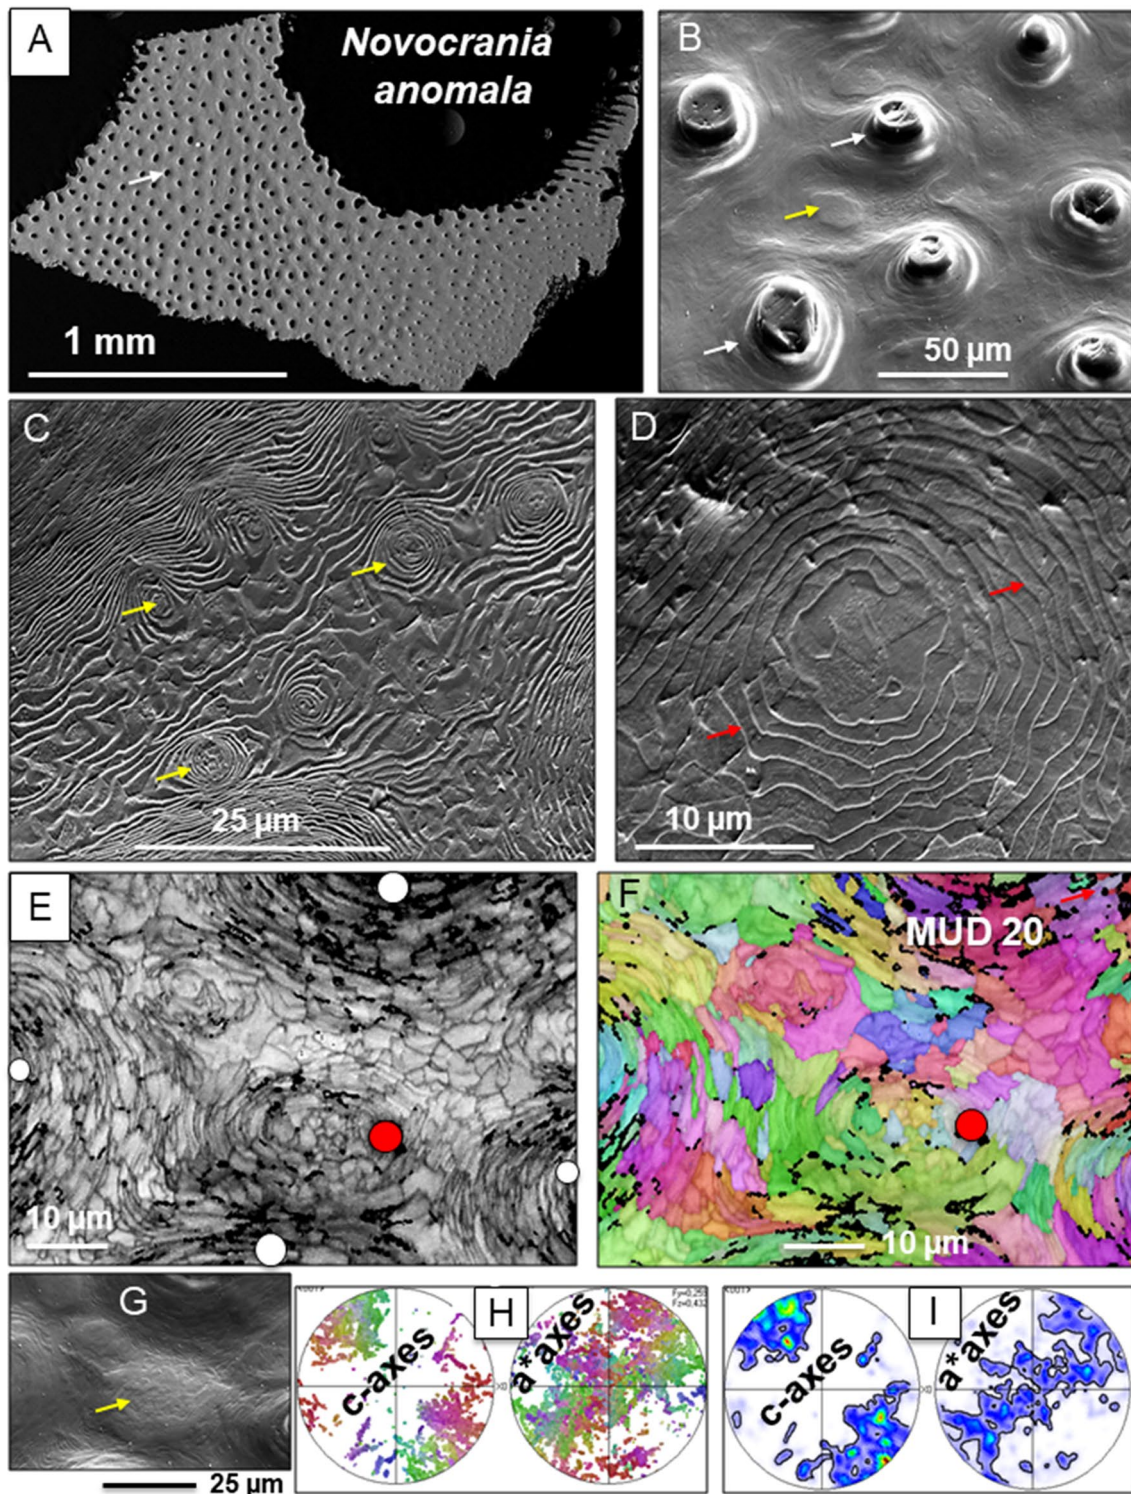 A
Novocrania
anomala
1 mm
B
50 µm
C
25 µm
D
10 µm
E
10 µm
F
MUD 20
10 µm
G
25 µm
H
c-axes
a*axes
I
c-axes
a*axes